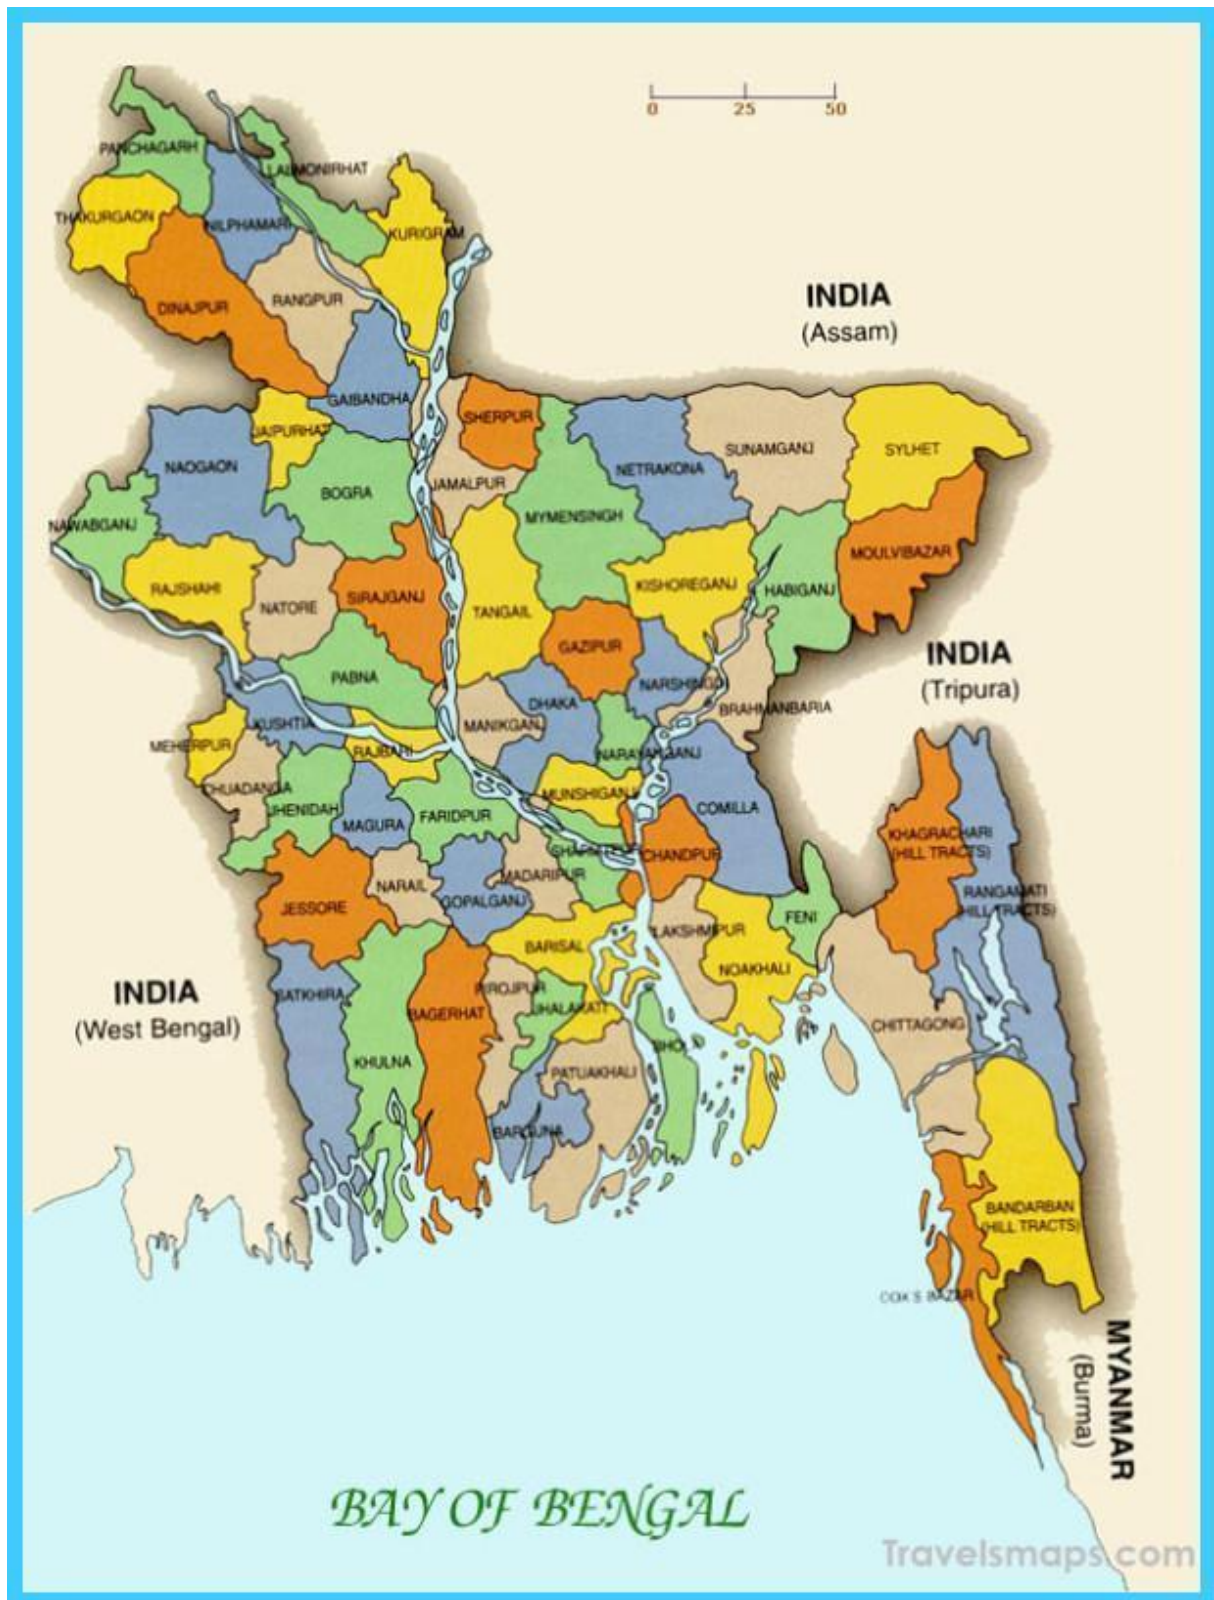 0 25 50
PANCHAGARH
LALMONIRHAT
THAKURGAON
NILPHAMARI
KURIGRAM
DINAJPUR
RANGPUR
INDIA
(Assam)
GAIBANDHA
JAIPURHAT
SHERPUR
NAOGAON
SUNAMGANJ
SYLHET
NETRAKONA
BOGRA
JAMALPUR
NAWABGANJ
MYMENSINGH
MOULVIBAZAR
RAJSHAHI
NATORE
SIRAJGANJ
TANGAIL
KISHOREGANJ
HABIGANJ
GAZIPUR
INDIA
(Tripura)
PABNA
NARSHINGDI
DHAKA
BRAHMANBARIA
KUSHTIA
MANIKGANJ
MEHERPUR
RAJBARI
NARAYANGANJ
CHUADANGA
MUNSHIGANJ
JHENIDAH
MAGURA
FARIDPUR
COMILLA
KHAGRACHARI
(HILL TRACTS)
CHANDPUR
NARAIL
MADARIPUR
GOPALGANJ
RANGAMATI
(HILL TRACTS)
JESSORE
FENI
LAKSHMIPUR
BARISAL
NOAKHALI
INDIA
(West Bengal)
SATKHIRA
PIROJPUR
JHALAKATI
BAGERHAT
CHITTAGONG
KHULNA
BHOLA
PATUAKHALI
BARGUNA
BANDARBAN
(HILL TRACTS)
COX'S BAZAR
MYANMAR
(Burma)
BAY OF BENGAL
Travelsmaps.com